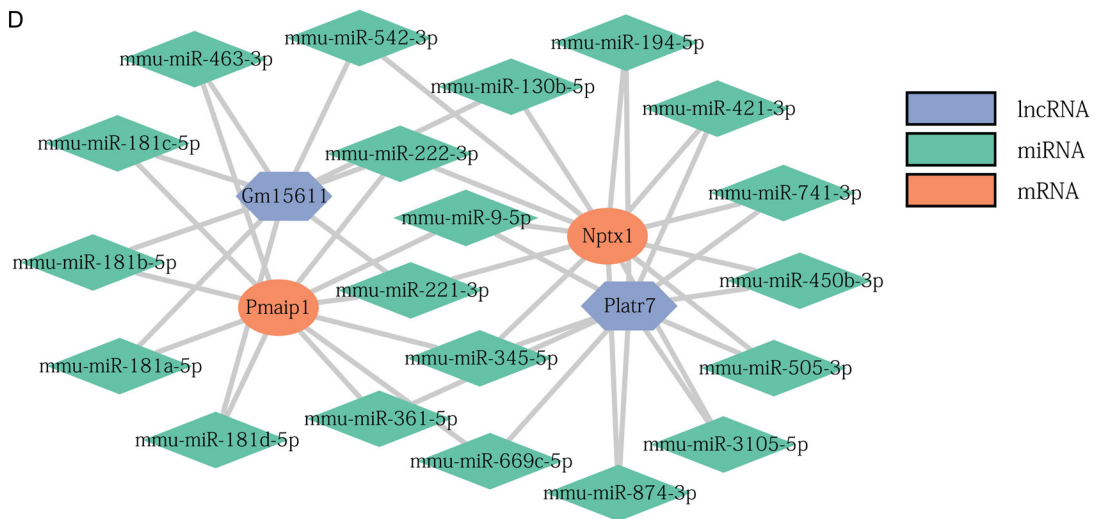 D
mmu-miR-542-3p
mmu-miR-194-5p
mmu-miR-463-3p
mmu-miR-130b-5p
mmu-miR-421-3p
lncRNA
mmu-miR-181c-5p
mmu-miR-222-3p
miRNA
Gm15611
mmu-miR-741-3p
mRNA
mmu-miR-9-5p
Nptx1
mmu-miR-181b-5p
mmu-miR-221-3p
mmu-miR-450b-3p
Pmaip1
Platr7
mmu-miR-181a-5p
mmu-miR-345-5p
mmu-miR-505-3p
mmu-miR-361-5p
mmu-miR-181d-5p
mmu-miR-3105-5p
mmu-miR-669c-5p
mmu-miR-874-3p